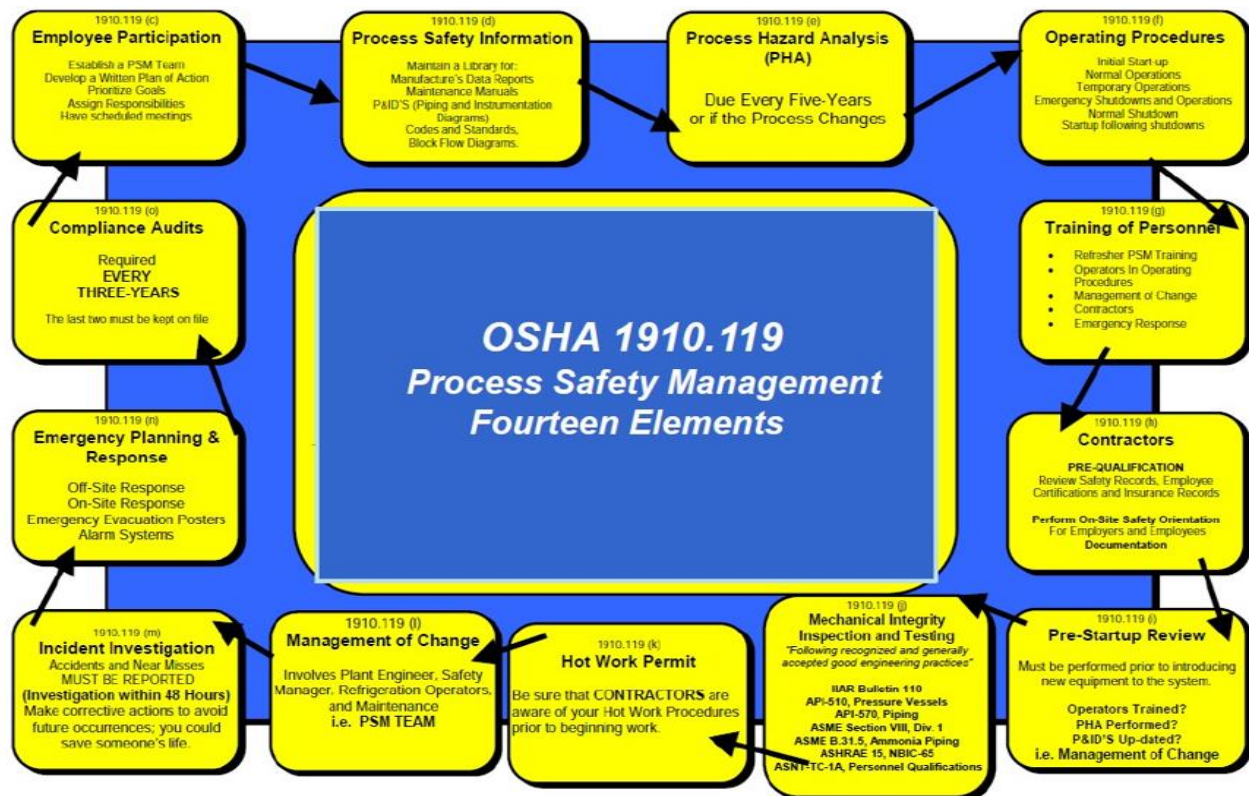 1910.119 (c)
Employee Participation
Establish a PSM Team
Develop a Written Plan of Action
Prioritize Goals
Assign Responsibilities
Have scheduled meetings
1910.119 (d)
Process Safety Information
Maintain a Library for:
Manufacture's Data Reports
Maintenance Manuals
P&ID'S (Piping and Instrumentation
Diagrams)
Codes and Standards,
Block Flow Diagrams.
1910.119 (e)
Process Hazard Analysis
(PHA)
Due Every Five-Years
or if the Process Changes
1910.119 (f)
Operating Procedures
Initial Start-up
Normal Operations
Temporary Operations
Emergency Shutdowns and Operations
Normal Shutdown
Startup following shutdowns
1910.119 (g)
Training of Personnel
• Refresher PSM Training
• Operators In Operating
Procedures
• Management of Change
• Contractors
• Emergency Response
1910.119 (h)
Contractors
PRE-QUALIFICATION
Review Safety Records, Employee
Certifications and Insurance Records
Perform On-Site Safety Orientation
For Employers and Employees
Documentation
1910.119 (i)
Pre-Startup Review
Must be performed prior to introducing
new equipment to the system.
Operators Trained?
PHA Performed?
P&ID'S Up-dated?
i.e. Management of Change
1910.119 (j)
Mechanical Integrity
Inspection and Testing
"Following recognized and generally
accepted good engineering practices"
IIAR Bulletin 110
API-510, Pressure Vessels
API-570, Piping
ASME Section VIII, Div. 1
ASME B.31.5, Ammonia Piping
ASHRAE 15, NBIC-65
ASNT-TC-1A, Personnel Qualifications
1910.119 (k)
Hot Work Permit
Be sure that CONTRACTORS are
aware of your Hot Work Procedures
prior to beginning work.
1910.119 (l)
Management of Change
Involves Plant Engineer, Safety
Manager, Refrigeration Operators,
and Maintenance
i.e. PSM TEAM
1910.119 (m)
Incident Investigation
Accidents and Near Misses
MUST BE REPORTED
(Investigation within 48 Hours)
Make corrective actions to avoid
future occurrences; you could
save someone's life.
1910.119 (n)
Emergency Planning &
Response
Off-Site Response
On-Site Response
Emergency Evacuation Posters
Alarm Systems
1910.119 (o)
Compliance Audits
Required
EVERY
THREE-YEARS
The last two must be kept on file
OSHA 1910.119
Process Safety Management
Fourteen Elements